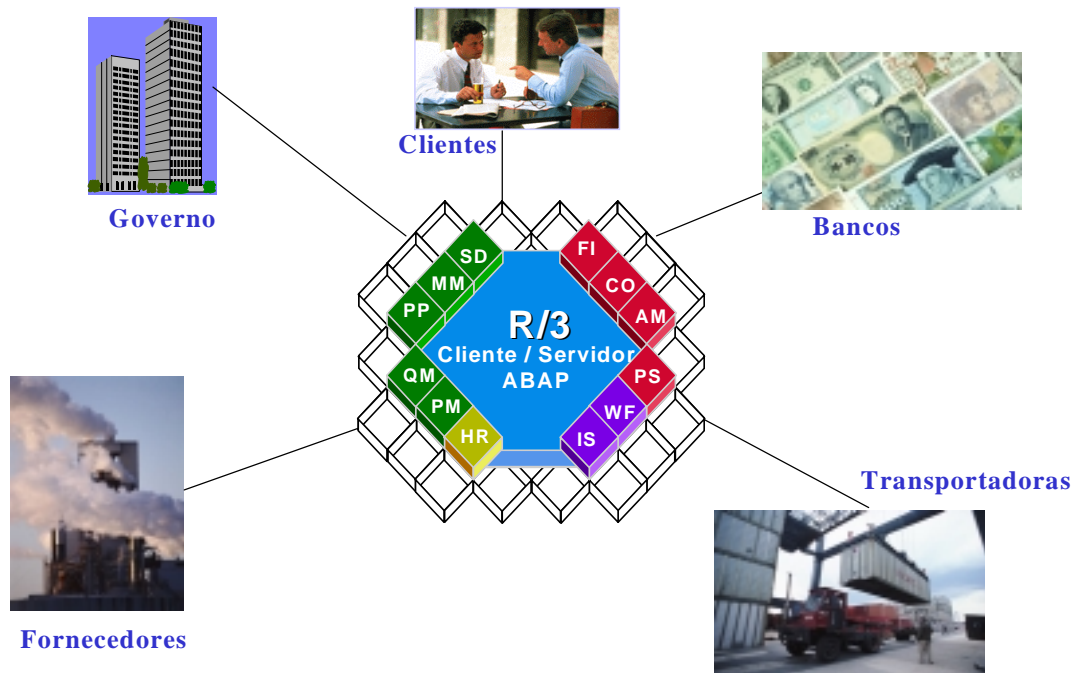 Clientes
Governo
Bancos
SD
MM
PP
FI
CO
AM
R/3
Cliente / Servidor
ABAP
QM
PM
HR
PS
WF
IS
Transportadoras
Fornecedores